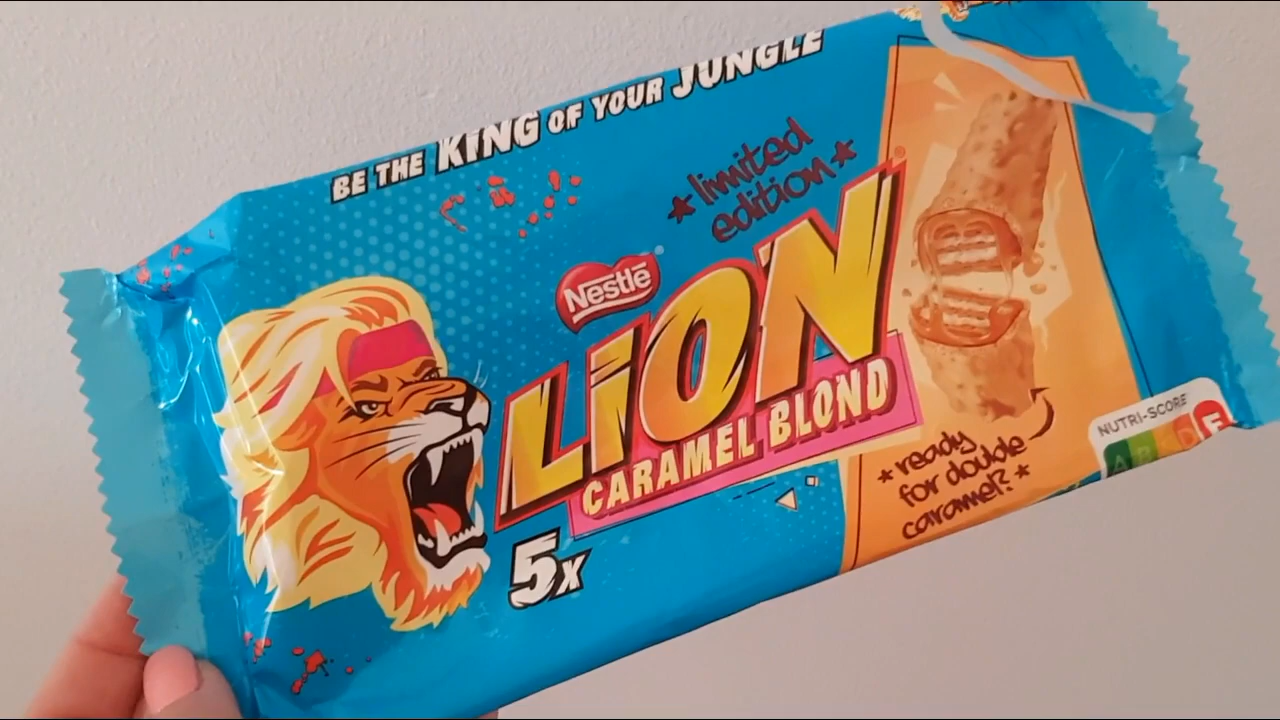 BE THE KING OF YOUR JUNGLE
*limited
edition*
Nestlé
LION®
CARAMEL BLOND
5x
*ready
for double
caramel?*
NUTRI-SCORE
A B C D E